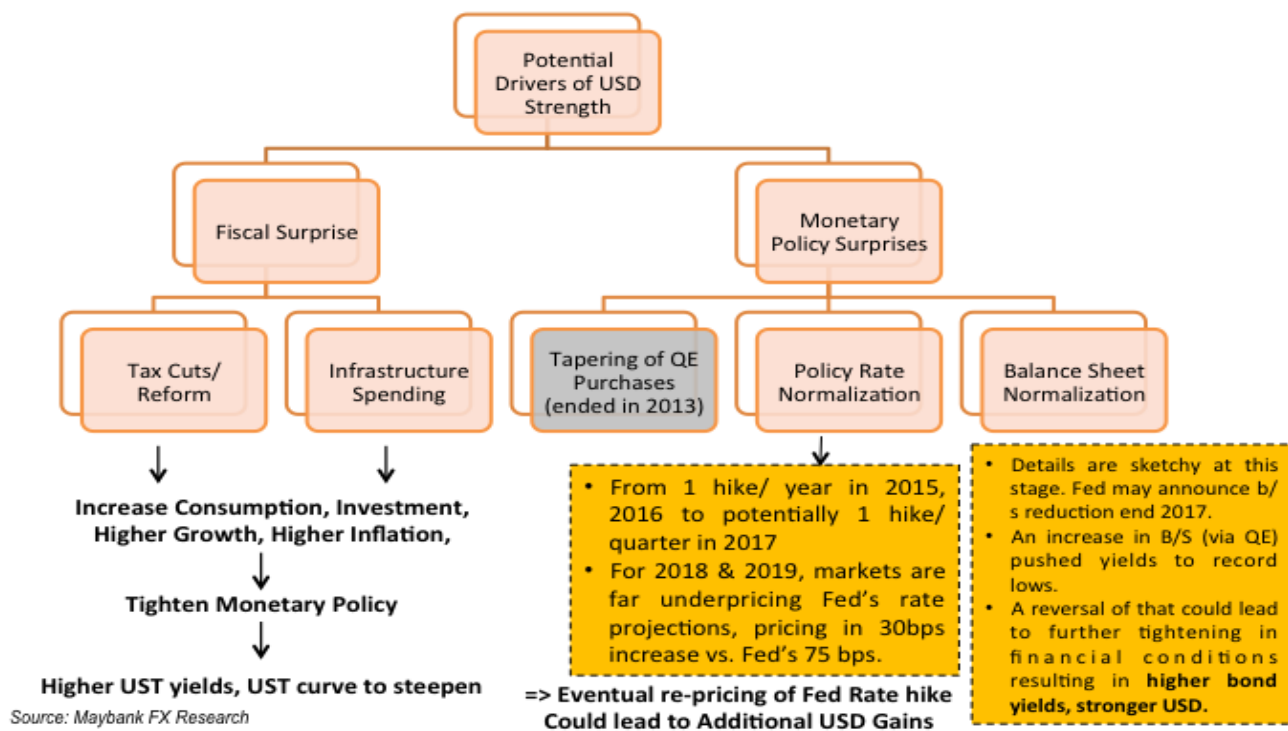 Potential
Drivers of USD
Strength
Fiscal Surprise
Monetary
Policy Surprises
Tax Cuts/
Reform
Infrastructure
Spending
Tapering of QE
Purchases
(ended in 2013)
Policy Rate
Normalization
Balance Sheet
Normalization
Increase Consumption, Investment,
Higher Growth, Higher Inflation,
Tighten Monetary Policy
Higher UST yields, UST curve to steepen
• From 1 hike/ year in 2015,
2016 to potentially 1 hike/
quarter in 2017
• For 2018 & 2019, markets are
far underpricing Fed's rate
projections, pricing in 30bps
increase vs. Fed's 75 bps.
=> Eventual re-pricing of Fed Rate hike
Could lead to Additional USD Gains
• Details are sketchy at this
stage. Fed may announce b/
s reduction end 2017.
• An increase in B/S (via QE)
pushed yields to record
lows.
• A reversal of that could lead
to further tightening in
financial conditions
resulting in higher bond
yields, stronger USD.
Source: Maybank FX Research